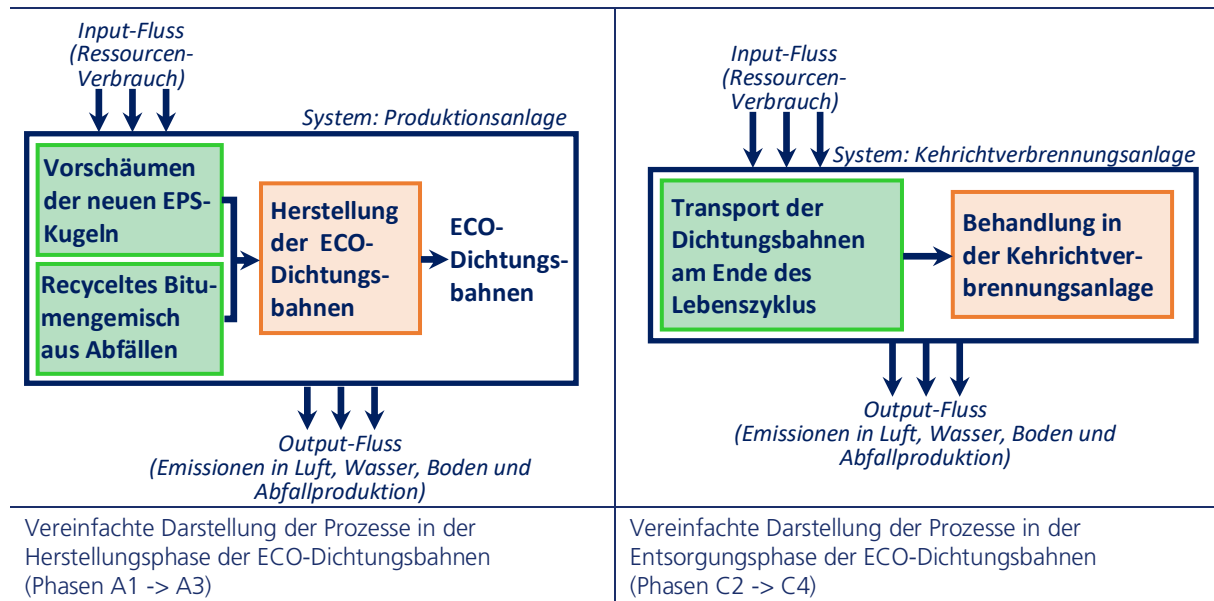 Input-Fluss
(Ressourcen-
Verbrauch)
System: Produktionsanlage
Vorschäumen
der neuen EPS-
Kugeln
Recyceltes Bitu-
mengemisch
aus Abfällen
Herstellung
der ECO-
Dichtungs-
bahnen
ECO-
Dichtungs-
bahnen
Output-Fluss
(Emissionen in Luft, Wasser, Boden und
Abfallproduktion)
Vereinfachte Darstellung der Prozesse in der
Herstellungsphase der ECO-Dichtungsbahnen
(Phasen A1 -> A3)
Input-Fluss
(Ressourcen-
Verbrauch)
System: Kehrichtverbrennungsanlage
Transport der
Dichtungsbahnen
am Ende des
Lebenszyklus
Behandlung in
der Kehrichtver-
brennungsanlage
Output-Fluss
(Emissionen in Luft, Wasser, Boden und
Abfallproduktion)
Vereinfachte Darstellung der Prozesse in der
Entsorgungsphase der ECO-Dichtungsbahnen
(Phasen C2 -> C4)